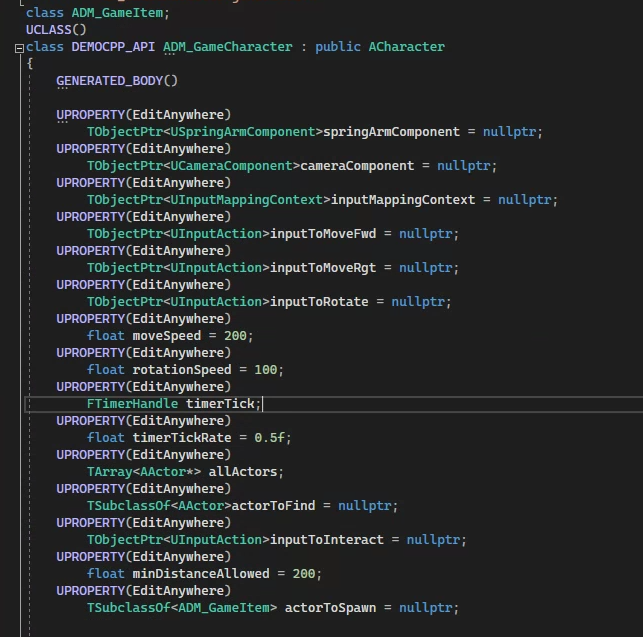 class ADM_GameItem;
UCLASS()
class DEMOCPP_API ADM_GameCharacter : public ACharacter
{
GENERATED_BODY()
UPROPERTY(EditAnywhere)
TObjectPtr<USpringArmComponent>springArmComponent = nullptr;
UPROPERTY(EditAnywhere)
TObjectPtr<UCameraComponent>cameraComponent = nullptr;
UPROPERTY(EditAnywhere)
TObjectPtr<UInputMappingContext>inputMappingContext = nullptr;
UPROPERTY(EditAnywhere)
TObjectPtr<UInputAction>inputToMoveFwd = nullptr;
UPROPERTY(EditAnywhere)
TObjectPtr<UInputAction>inputToMoveRgt = nullptr;
UPROPERTY(EditAnywhere)
TObjectPtr<UInputAction>inputToRotate = nullptr;
UPROPERTY(EditAnywhere)
float moveSpeed = 200;
UPROPERTY(EditAnywhere)
float rotationSpeed = 100;
UPROPERTY(EditAnywhere)
FTimerHandle timerTick;
UPROPERTY(EditAnywhere)
float timerTickRate = 0.5f;
UPROPERTY(EditAnywhere)
TArray<AActor*> allActors;
UPROPERTY(EditAnywhere)
TSubclassOf<AActor>actorToFind = nullptr;
UPROPERTY(EditAnywhere)
TObjectPtr<UInputAction>inputToInteract = nullptr;
UPROPERTY(EditAnywhere)
float minDistanceAllowed = 200;
UPROPERTY(EditAnywhere)
TSubclassOf<ADM_GameItem> actorToSpawn = nullptr;